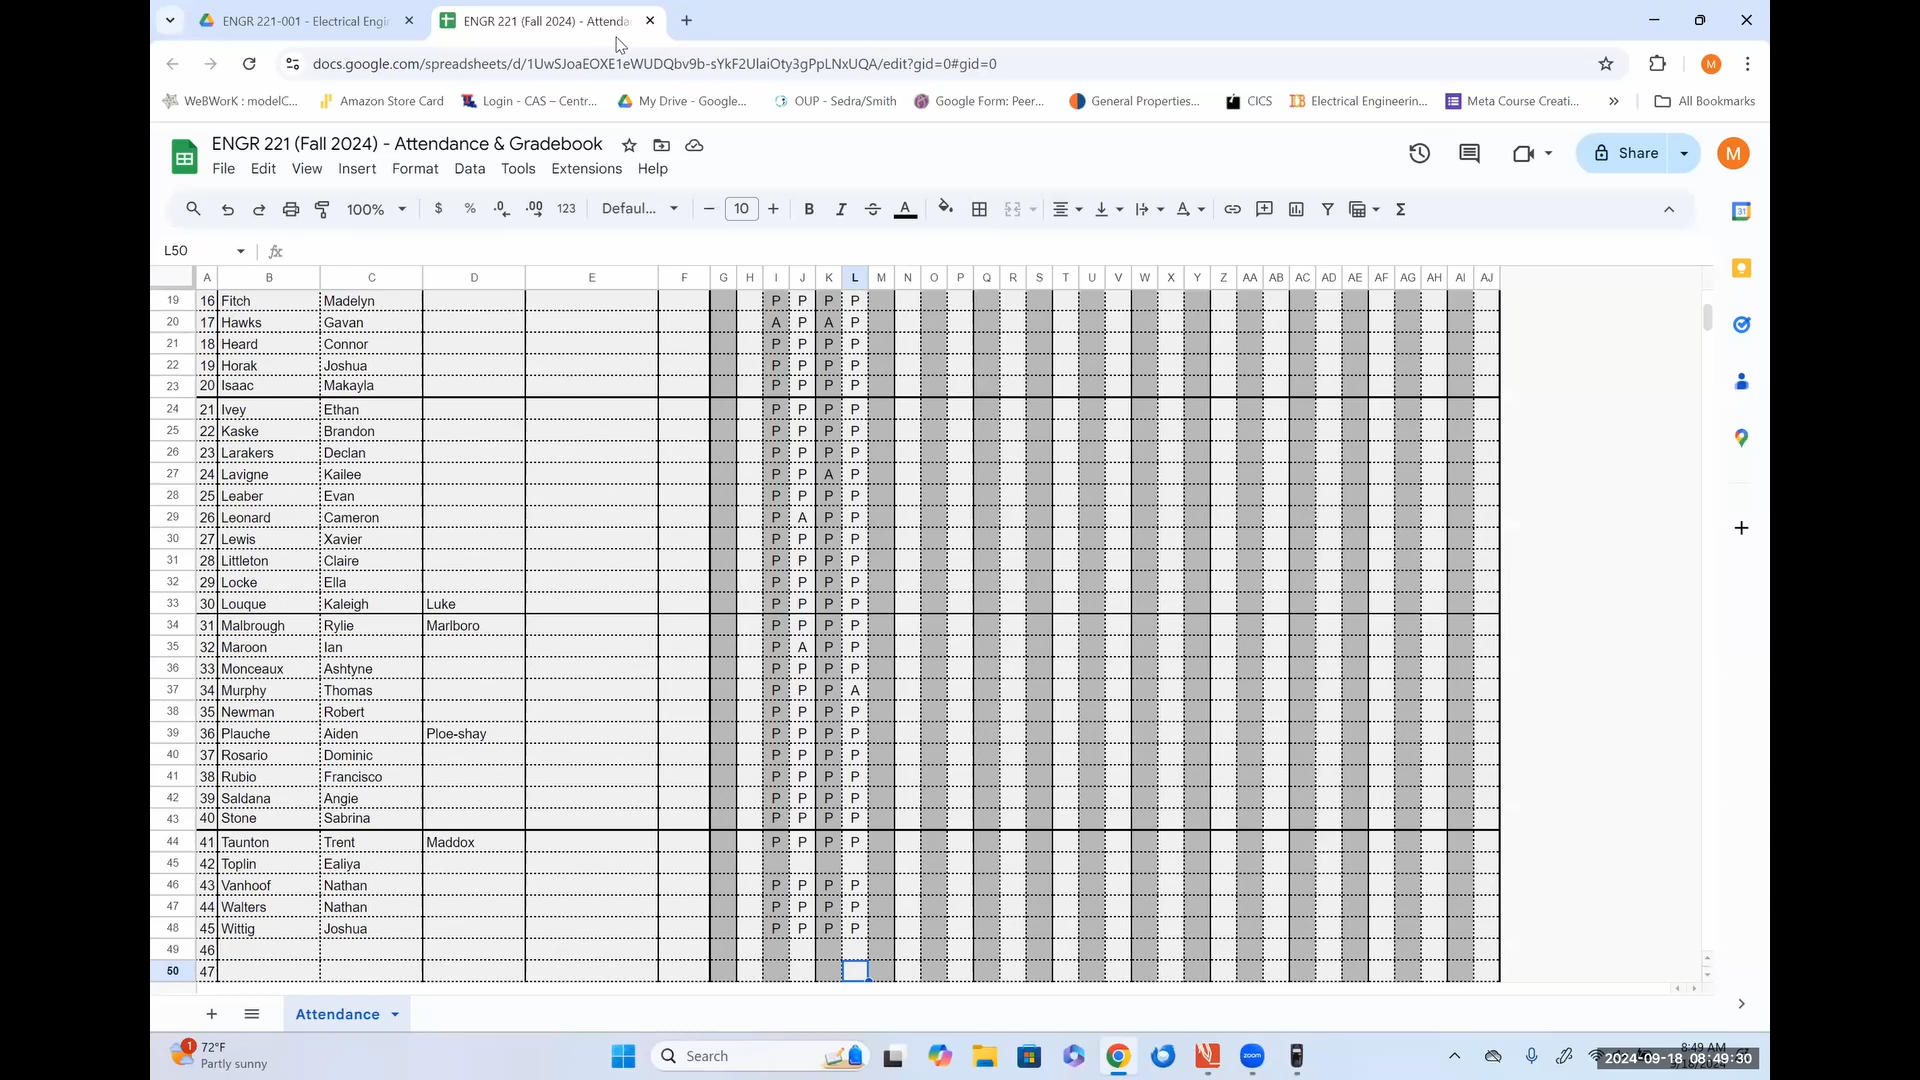 ENGR 221-001 - Electrical Engi
ENGR 221 (Fall 2024) - Attenda
docs.google.com/spreadsheets/d/1UwSJoaEOXE1eWUDQbv9b-sYkF2UlaiOty3gPpLNxUQA/edit?gid=0#gid=0
M
WeBWorK : modelC... Amazon Store Card Login - CAS – Centr... My Drive - Google... OUP - Sedra/Smith Google Form: Peer... General Properties... CICS Electrical Engineerin... Meta Course Creati... » All Bookmarks
ENGR 221 (Fall 2024) - Attendance & Gradebook
File Edit View Insert Format Data Tools Extensions Help
Share
M
100% $ % .0 .00 123 Defaul... 10 B I A Σ
31
L50 fx
A B C D E F G H I J K L M N O P Q R S T U V W X Y Z AA AB AC AD AE AF AG AH AI AJ
19 16 Fitch Madelyn P P P P
20 17 Hawks Gavan A P A P
21 18 Heard Connor P P P P
22 19 Horak Joshua P P P P
23 20 Isaac Makayla P P P P
24 21 Ivey Ethan P P P P
25 22 Kaske Brandon P P P P
26 23 Larakers Declan P P P P
27 24 Lavigne Kailee P P A P
28 25 Leaber Evan P P P P
29 26 Leonard Cameron P A P P
30 27 Lewis Xavier P P P P
31 28 Littleton Claire P P P P
32 29 Locke Ella P P P P
33 30 Louque Kaleigh Luke P P P P
34 31 Malbrough Rylie Marlboro P P P P
35 32 Maroon Ian P A P P
36 33 Monceaux Ashtyne P P P P
37 34 Murphy Thomas P P P A
38 35 Newman Robert P P P P
39 36 Plauche Aiden Ploe-shay P P P P
40 37 Rosario Dominic P P P P
41 38 Rubio Francisco P P P P
42 39 Saldana Angie P P P P
43 40 Stone Sabrina P P P P
44 41 Taunton Trent Maddox P P P P
45 42 Toplin Ealiya
46 43 Vanhoof Nathan P P P P
47 44 Walters Nathan P P P P
48 45 Wittig Joshua P P P P
49 46
50 47
Attendance
1
72°F
Partly sunny
Search
zoom
8:49 AM
2024-09-18 08:49:30